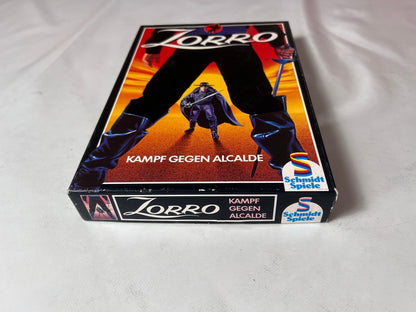 ZORRO
KAMPF GEGEN ALCALDE
Schmidt
Spiele
ZORRO
KAMPF
GEGEN
ALCALDE
Schmidt
Spiele